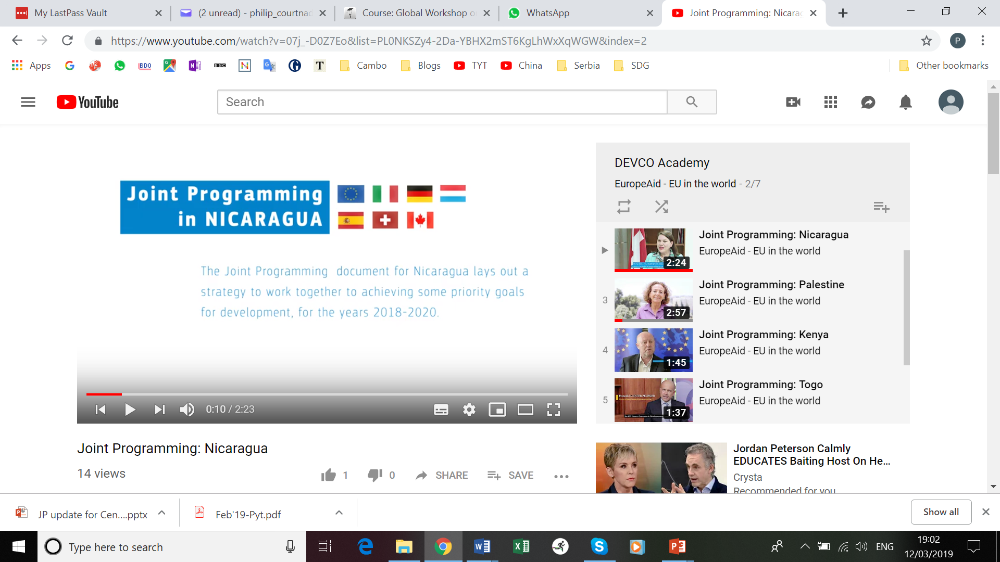 My LastPass Vault
(2 unread) - philip_courtnac
Course: Global Workshop o
WhatsApp
Joint Programming: Nicarag
https://www.youtube.com/watch?v=07j_-D0Z7Eo&list=PL0NKSZy4-2Da-YBHX2mST6KgLhWxXqWGW&index=2
P
Apps
BDO
BBC
N
T
Cambo
Blogs
TYT
China
Serbia
SDG
Other bookmarks
YouTube
Search
Joint Programming
in NICARAGUA
The Joint Programming document for Nicaragua lays out a
strategy to work together to achieving some priority goals
for development, for the years 2018-2020.
0:10 / 2:23
DEVCO Academy
EuropeAid - EU in the world - 2/7
2:24
Joint Programming: Nicaragua
EuropeAid - EU in the world
3
2:57
Joint Programming: Palestine
EuropeAid - EU in the world
4
1:45
Joint Programming: Kenya
EuropeAid - EU in the world
5
1:37
Joint Programming: Togo
EuropeAid - EU in the world
Joint Programming: Nicaragua
14 views
1
0
SHARE
SAVE
Jordan Peterson Calmly
EDUCATES Baiting Host On He...
Crysta
Recommended for you
JP update for Cen....pptx
Feb'19-Pyt.pdf
Show all
Type here to search
ENG
19:02
12/03/2019